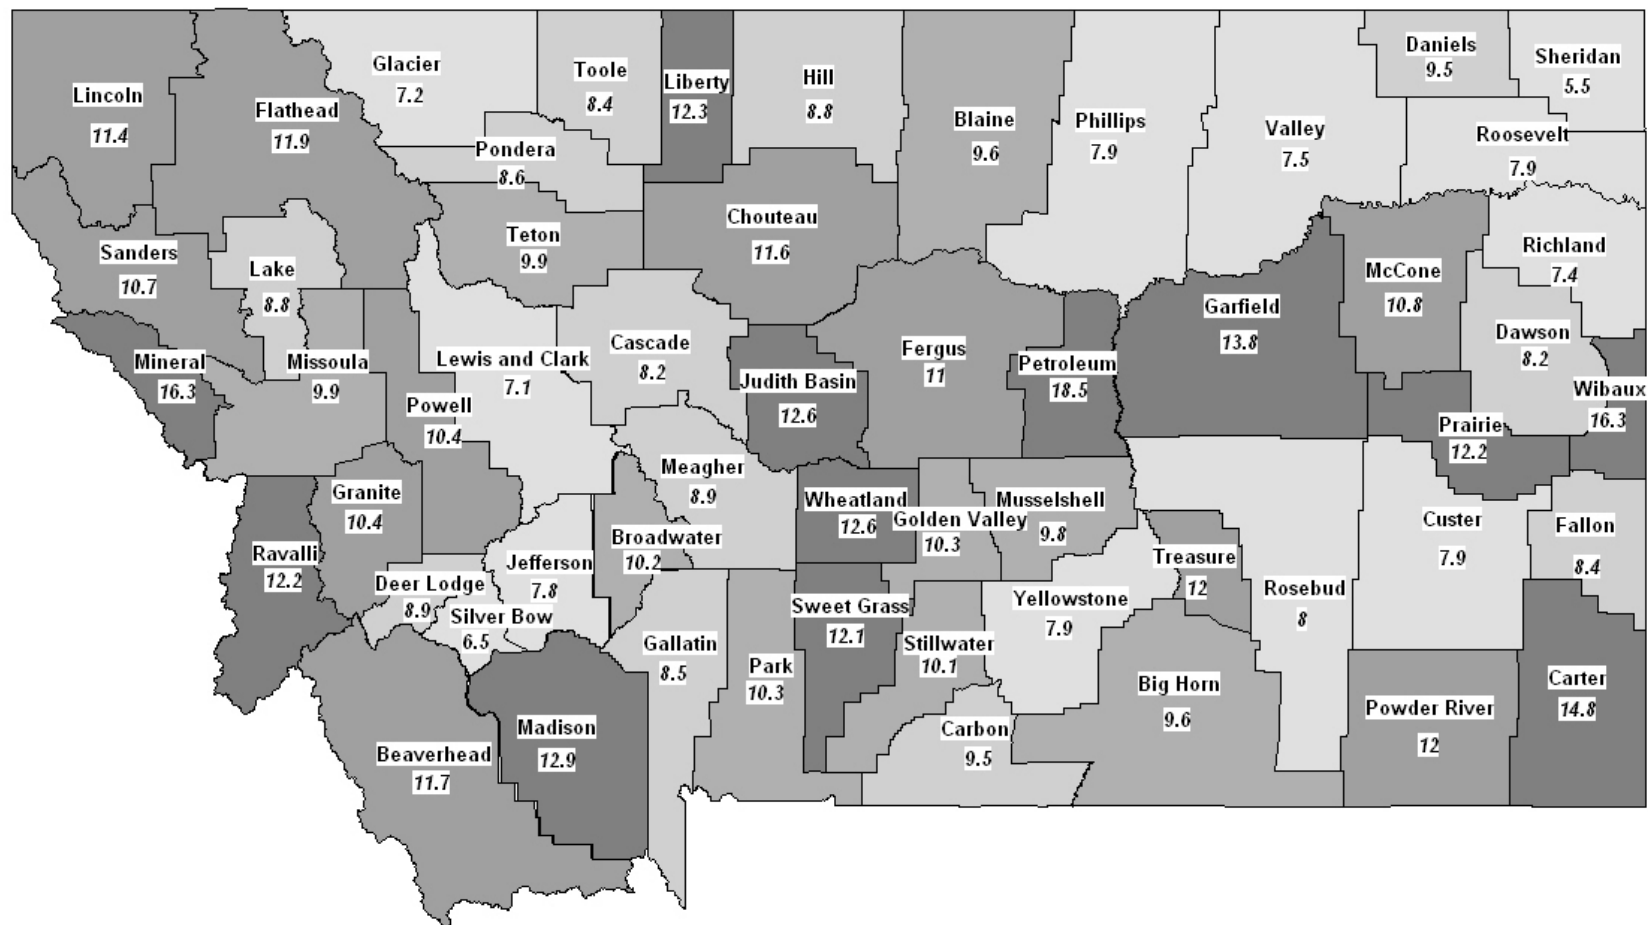 Lincoln
11.4
Flathead
11.9
Glacier
7.2
Toole
8.4
Liberty
12.3
Hill
8.8
Blaine
9.6
Phillips
7.9
Valley
7.5
Daniels
9.5
Sheridan
5.5
Roosevelt
7.9
Pondera
8.6
Teton
9.9
Chouteau
11.6
Sanders
10.7
Lake
8.8
Richland
7.4
McCone
10.8
Garfield
13.8
Dawson
8.2
Mineral
16.3
Missoula
9.9
Lewis and Clark
7.1
Cascade
8.2
Judith Basin
12.6
Fergus
11
Petroleum
18.5
Wibaux
16.3
Powell
10.4
Prairie
12.2
Granite
10.4
Meagher
8.9
Wheatland
12.6
Golden Valley
10.3
Musselshell
9.8
Custer
7.9
Fallon
8.4
Ravalli
12.2
Deer Lodge
8.9
Jefferson
7.8
Broadwater
10.2
Treasure
12
Rosebud
8
Silver Bow
6.5
Gallatin
8.5
Park
10.3
Sweet Grass
12.1
Stillwater
10.1
Yellowstone
7.9
Big Horn
9.6
Powder River
12
Carter
14.8
Beaverhead
11.7
Madison
12.9
Carbon
9.5